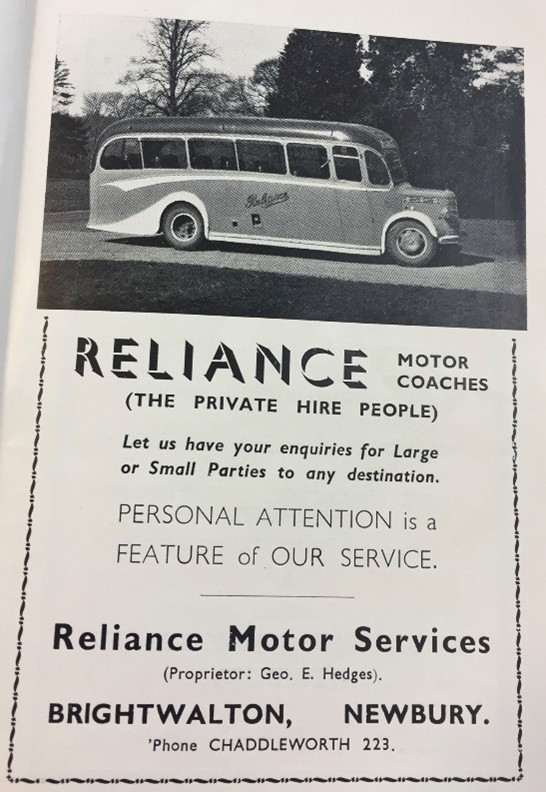 Reliance
RELIANCE MOTOR COACHES
(THE PRIVATE HIRE PEOPLE)
Let us have your enquiries for Large
or Small Parties to any destination.
PERSONAL ATTENTION is a
FEATURE of OUR SERVICE.
Reliance Motor Services
(Proprietor: Geo. E. Hedges).
BRIGHTWALTON, NEWBURY.
'Phone CHADDLEWORTH 223.